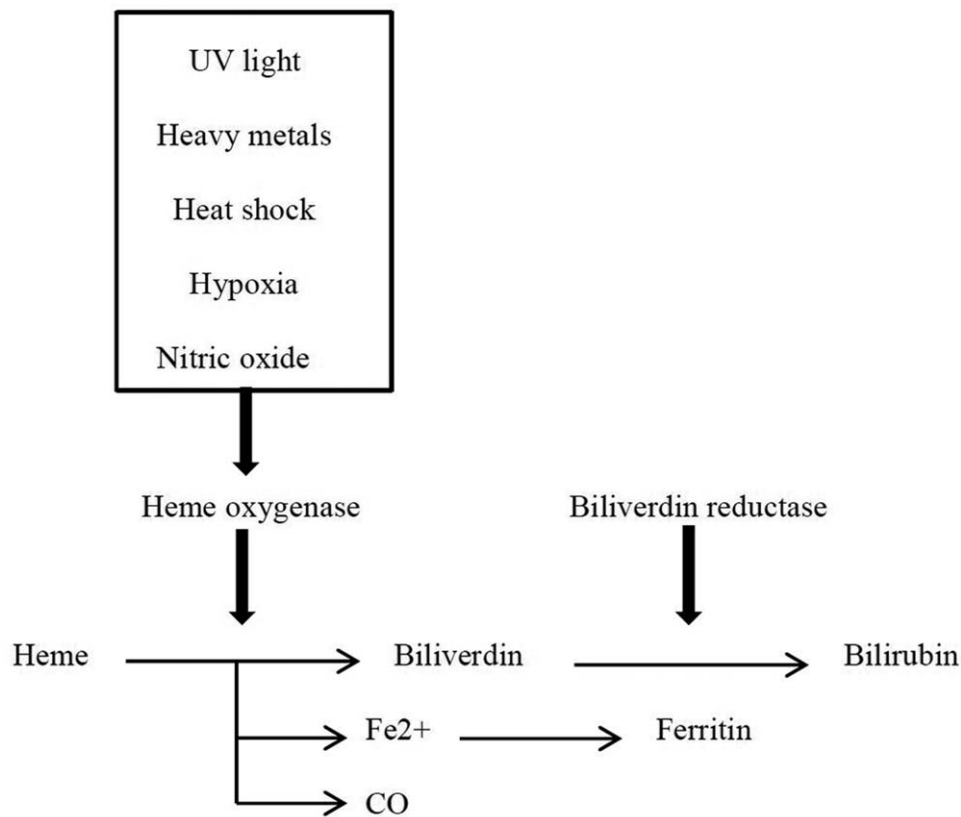 UV light
Heavy metals
Heat shock
Hypoxia
Nitric oxide
Heme oxygenase
Biliverdin reductase
Heme
Biliverdin
Bilirubin
Fe2+
Ferritin
CO